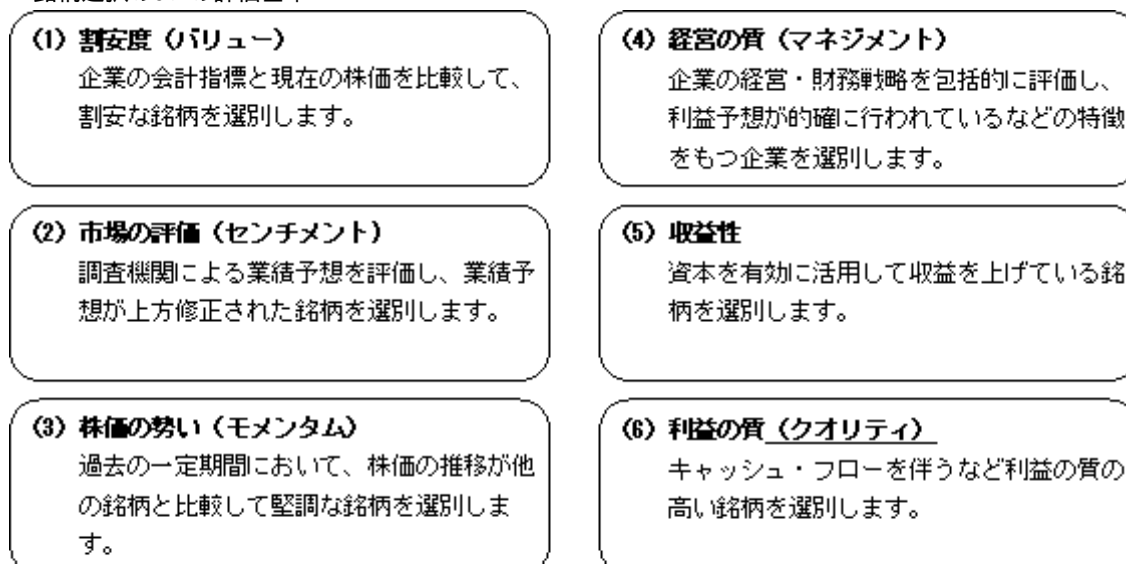 (1) 割安度（バリュー）
企業の会計指標と現在の株価を比較して、
割安な銘柄を選別します。
(2) 市場の評価（センチメント）
調査機関による業績予想を評価し、業績予
想が上方修正された銘柄を選別します。
(3) 株価の勢い（モメンタム）
過去の一定期間において、株価の推移が他
の銘柄と比較して堅調な銘柄を選別しま
す。
(4) 経営の質（マネジメント）
企業の経営・財務戦略を包括的に評価し、
利益予想が的確に行われているなどの特徴
をもつ企業を選別します。
(5) 収益性
資本を有効に活用して収益を上げている銘
柄を選別します。
(6) 利益の質（クオリティ）
キャッシュ・フローを伴うなど利益の質の
高い銘柄を選別します。